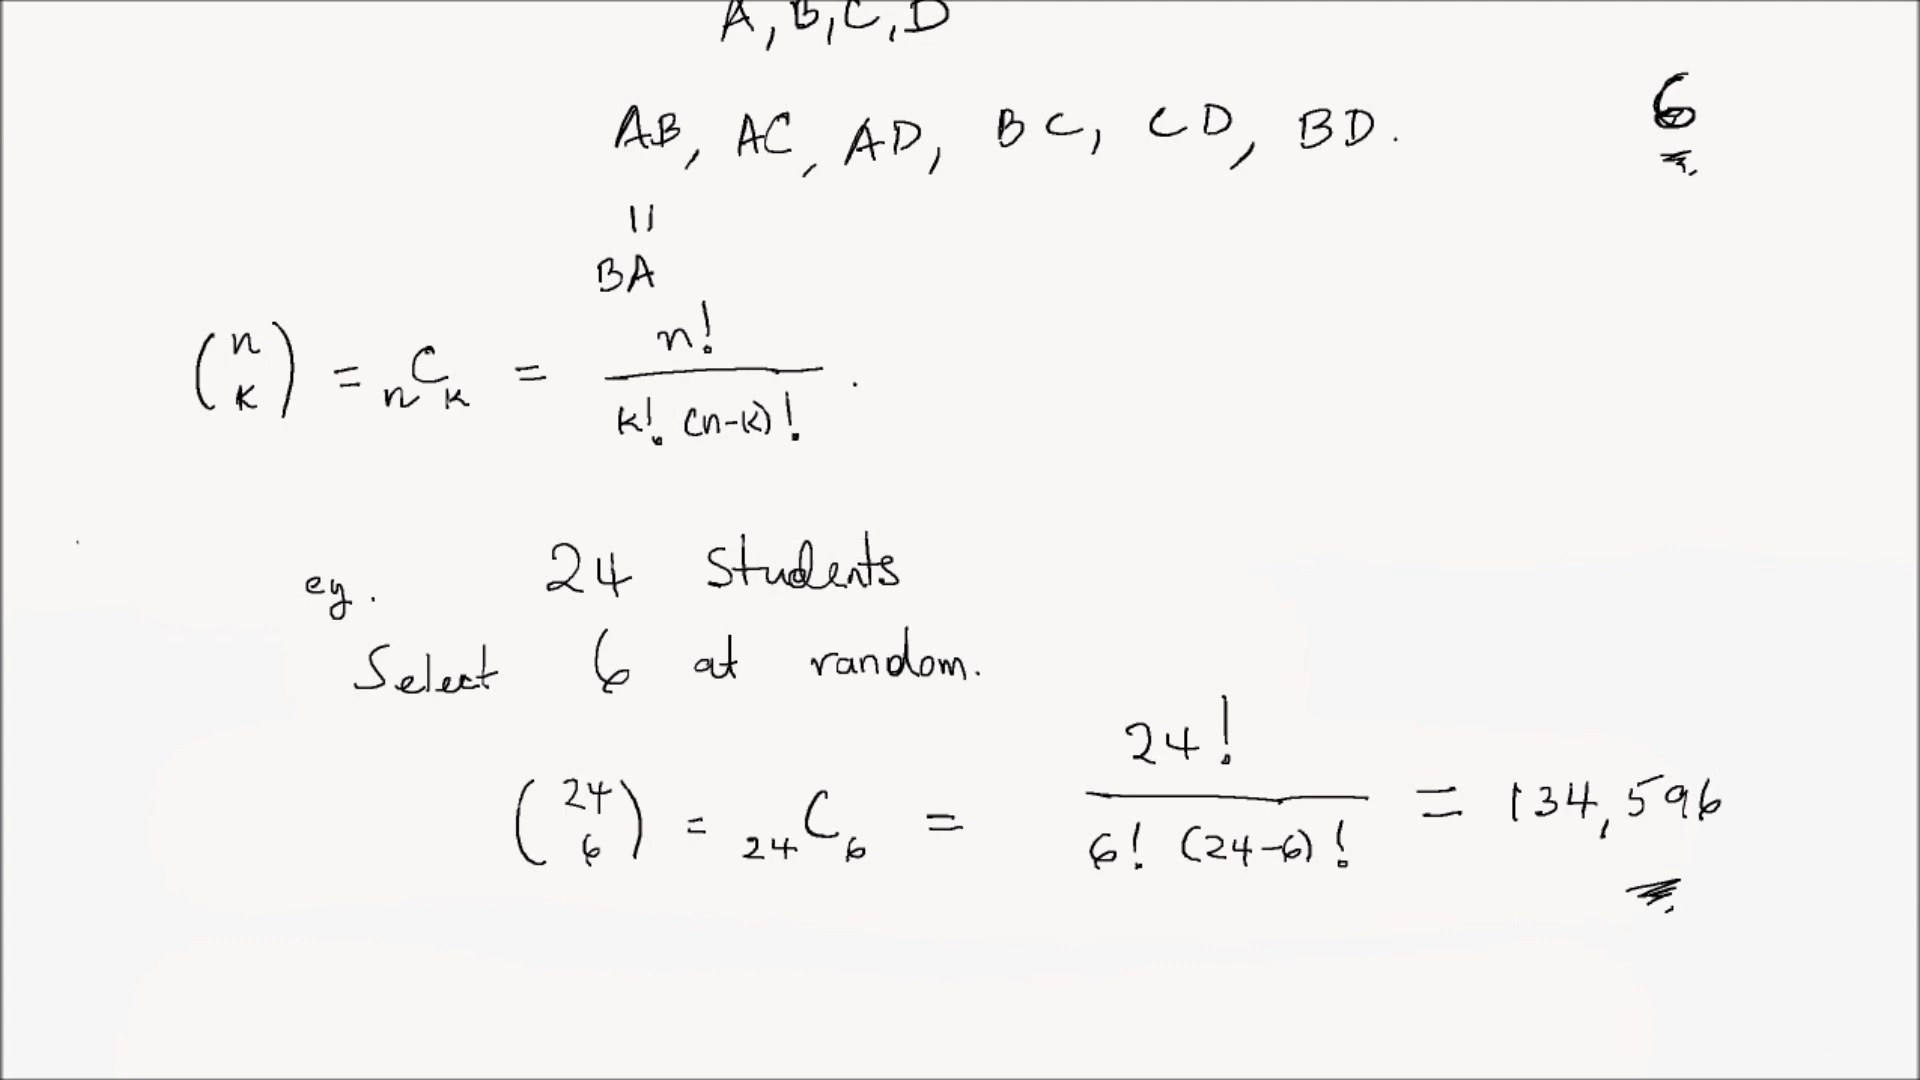 A, B, C, D
AB, AC, AD, BC, CD, BD.
6
||
BA
(n k) = nCk = n! / k! (n-k)! .
eg. 24 Students
Select 6 at random.
(24 6) = 24C6 = 24! / 6! (24-6)! = 134,596